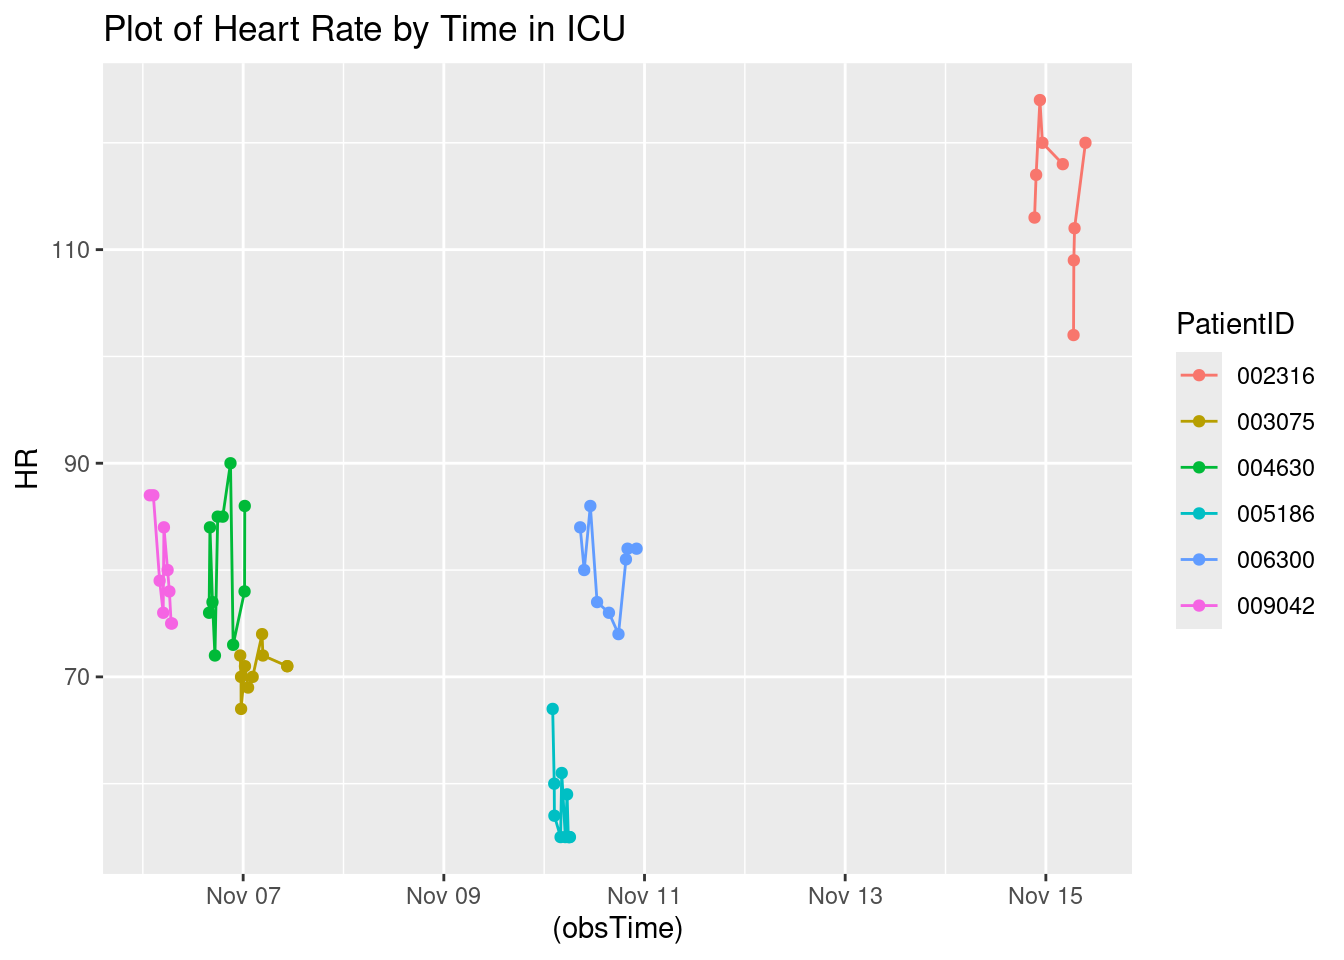 Plot of Heart Rate by Time in ICU
110
90
70
HR
Nov 07
Nov 09
Nov 11
Nov 13
Nov 15
(obsTime)
PatientID
002316
003075
004630
005186
006300
009042